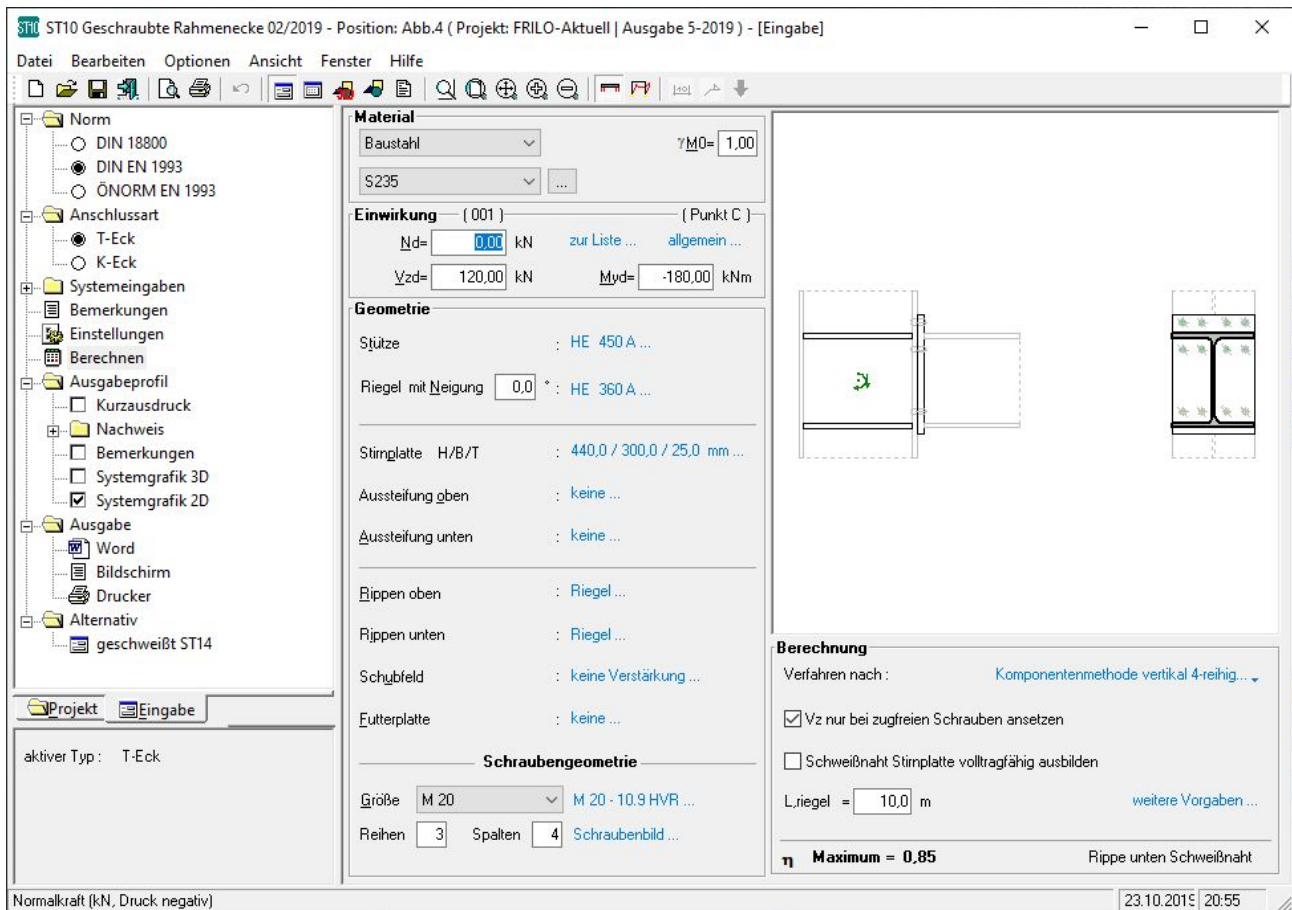 ST10 Geschraubte Rahmenecke 02/2019 - Position: Abb.4 ( Projekt: FRILO-Aktuell | Ausgabe 5-2019 ) - [Eingabe]
Datei Bearbeiten Optionen Ansicht Fenster Hilfe
Norm
DIN 18800
DIN EN 1993
ÖNORM EN 1993
Anschlussart
T-Eck
K-Eck
Systemeingaben
Bemerkungen
Einstellungen
Berechnen
Ausgabeprofil
Kurzausdruck
Nachweis
Bemerkungen
Systemgrafik 3D
Systemgrafik 2D
Ausgabe
Word
Bildschirm
Drucker
Alternativ
geschweißt ST14
Projekt Eingabe
aktiver Typ : T-Eck
Material
Baustahl γM0= 1,00
S235 ...
Einwirkung ( 001 ) ( Punkt C )
Nd= 0,00 kN zur Liste ... allgemein ...
Vzd= 120,00 kN Myd= -180,00 kNm
Geometrie
Stütze : HE 450 A ...
Riegel mit Neigung 0,0 ° : HE 360 A ...
Stirnplatte H/B/T : 440,0 / 300,0 / 25,0 mm ...
Aussteifung oben : keine ...
Aussteifung unten : keine ...
Rippen oben : Riegel ...
Rippen unten : Riegel ...
Schubfeld : keine Verstärkung ...
Futterplatte : keine ...
Schraubengeometrie
Größe M 20 M 20 - 10.9 HVR ...
Reihen 3 Spalten 4 Schraubenbild ...
Berechnung
Verfahren nach : Komponentenmethode vertikal 4-reihig...
Vz nur bei zugfreien Schrauben ansetzen
Schweißnaht Stirnplatte volltragfähig ausbilden
L,riegel = 10,0 m weitere Vorgaben ...
η Maximum = 0,85 Rippe unten Schweißnaht
Normalkraft (kN, Druck negativ) 23.10.2019 20:55